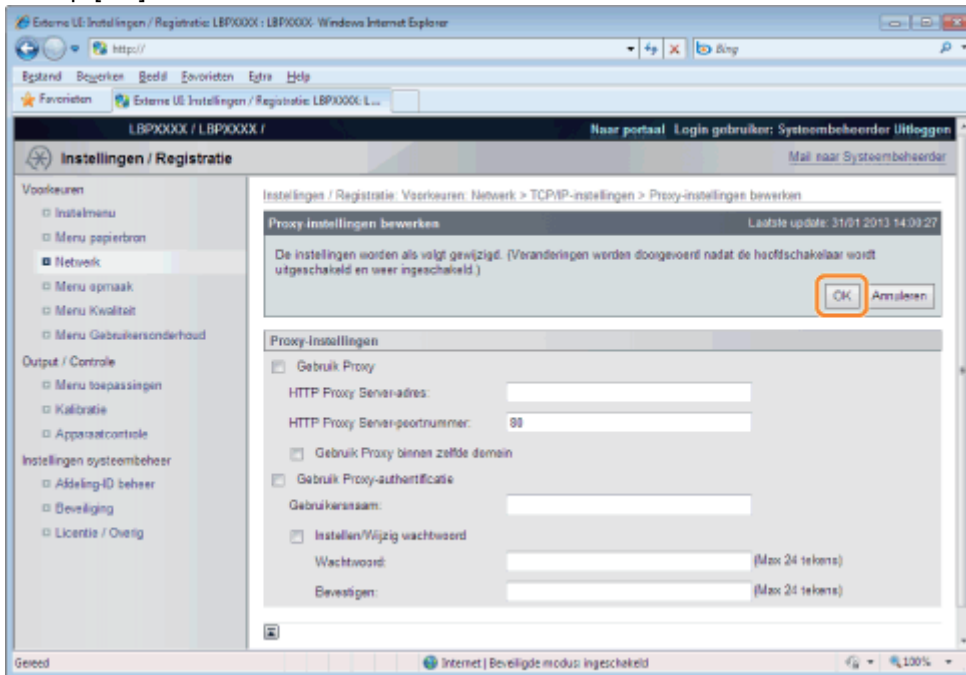 Externe UI: Instellingen / Registratie: LBPXXXX : LBPXXXX- Windows Internet Explorer
http://
Bing
Bestand Bewerken Beeld Favorieten Extra Help
Favorieten Externe UI: Instellingen / Registratie: LBPXXXX: L...
LBPXXXX / LBPXXXX /
Naar portaal Login gebruiker: Systeembeheerder Uitloggen
Instellingen / Registratie
Mail naar Systeembeheerder
Voorkeuren
Instelmenu
Menu papierbron
Netwerk
Menu opmaak
Menu Kwaliteit
Menu Gebruikersonderhoud
Output / Controle
Menu toepassingen
Kalibratie
Apparaatcontrole
Instellingen systeembeheer
Afdeling-ID beheer
Beveiliging
Licentie / Overig
Instellingen / Registratie: Voorkeuren: Netwerk > TCP/IP-instellingen > Proxy-instellingen bewerken
Proxy-instellingen bewerken
Laatste update: 31/01 2013 14:00:27
De instellingen worden als volgt gewijzigd. (Veranderingen worden doorgevoerd nadat de hoofdschakelaar wordt
uitgeschakeld en weer ingeschakeld.)
OK Annuleren
Proxy-instellingen
Gebruik Proxy
HTTP Proxy Server-adres:
HTTP Proxy Server-poortnummer: 80
Gebruik Proxy binnen zelfde domein
Gebruik Proxy-authentificatie
Gebruikersnaam:
Instellen/Wijzig wachtwoord
Wachtwoord: (Max 24 tekens)
Bevestigen: (Max 24 tekens)
Gereed
Internet | Beveiligde modus: ingeschakeld
100%